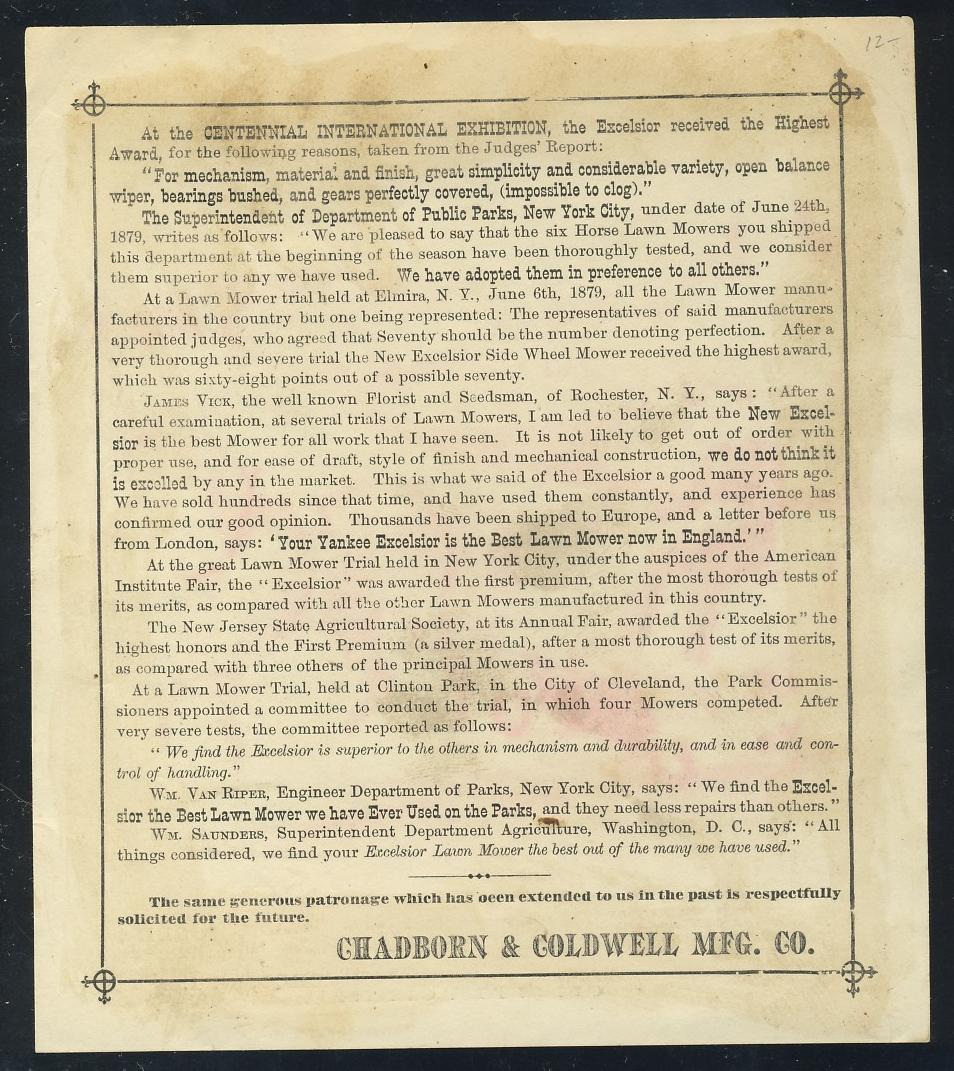 12-
At the CENTENNIAL INTERNATIONAL EXHIBITION, the Excelsior received the Highest
Award, for the following reasons, taken from the Judges' Report:
"For mechanism, material and finish, great simplicity and considerable variety, open balance
wiper, bearings bushed, and gears perfectly covered, (impossible to clog)."
The Superintendent of Department of Public Parks, New York City, under date of June 24th,
1879, writes as follows: "We are pleased to say that the six Horse Lawn Mowers you shipped
this department at the beginning of the season have been thoroughly tested, and we consider
them superior to any we have used. We have adopted them in preference to all others."
At a Lawn Mower trial held at Elmira, N. Y., June 6th, 1879, all the Lawn Mower manu-
facturers in the country but one being represented: The representatives of said manufacturers
appointed judges, who agreed that Seventy should be the number denoting perfection. After a
very thorough and severe trial the New Excelsior Side Wheel Mower received the highest award,
which was sixty-eight points out of a possible seventy.
JAMES VICK, the well known Florist and Seedsman, of Rochester, N. Y., says: "After a
careful examination, at several trials of Lawn Mowers, I am led to believe that the New Excel-
sior is the best Mower for all work that I have seen. It is not likely to get out of order with
proper use, and for ease of draft, style of finish and mechanical construction, we do not think it
is excelled by any in the market. This is what we said of the Excelsior a good many years ago.
We have sold hundreds since that time, and have used them constantly, and experience has
confirmed our good opinion. Thousands have been shipped to Europe, and a letter before us
from London, says: 'Your Yankee Excelsior is the Best Lawn Mower now in England.'"
At the great Lawn Mower Trial held in New York City, under the auspices of the American
Institute Fair, the "Excelsior" was awarded the first premium, after the most thorough tests of
its merits, as compared with all the other Lawn Mowers manufactured in this country.
The New Jersey State Agricultural Society, at its Annual Fair, awarded the "Excelsior" the
highest honors and the First Premium (a silver medal), after a most thorough test of its merits,
as compared with three others of the principal Mowers in use.
At a Lawn Mower Trial, held at Clinton Park, in the City of Cleveland, the Park Commis-
sioners appointed a committee to conduct the trial, in which four Mowers competed. After
very severe tests, the committee reported as follows:
"We find the Excelsior is superior to the others in mechanism and durability, and in ease and con-
trol of handling."
WM. VAN RIPER, Engineer Department of Parks, New York City, says: "We find the Excel-
sior the Best Lawn Mower we have Ever Used on the Parks, and they need less repairs than others."
WM. SAUNDERS, Superintendent Department Agriculture, Washington, D. C., says: "All
things considered, we find your Excelsior Lawn Mower the best out of the many we have used."
The same generous patronage which has been extended to us in the past is respectfully
solicited for the future.
CHADBORN & COLDWELL MFG. CO.